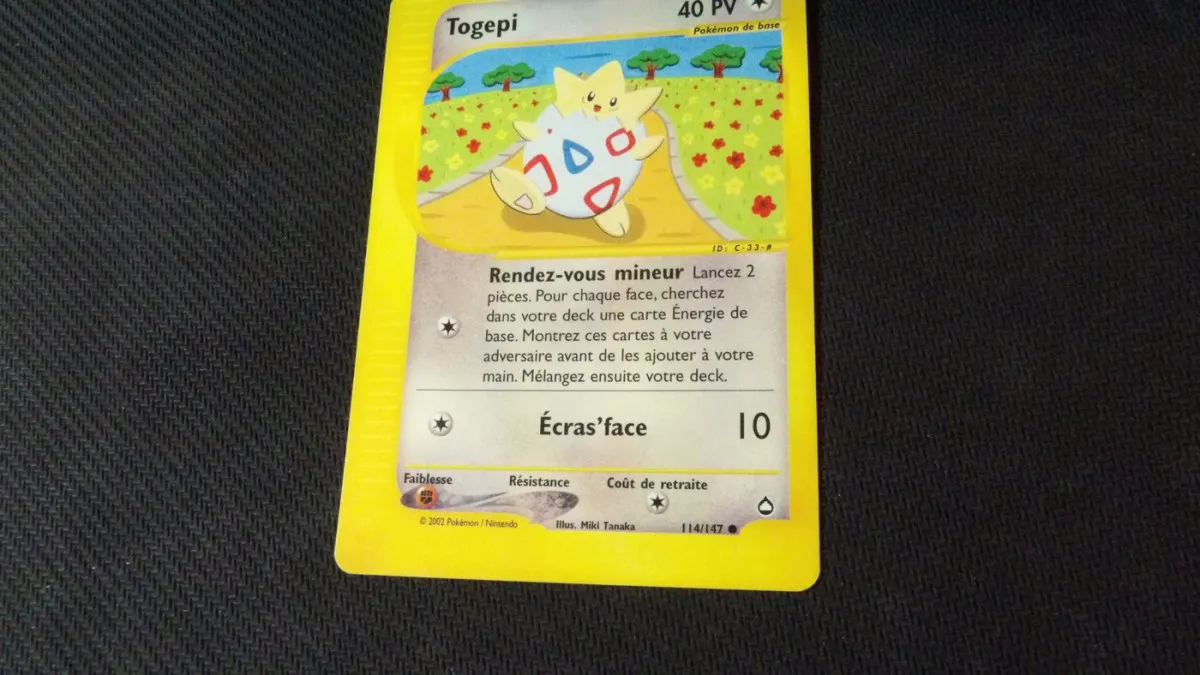 Togepi 40 PV
Pokémon de base
ID: C-33-#
Rendez-vous mineur Lancez 2
pièces. Pour chaque face, cherchez
dans votre deck une carte Énergie de
base. Montrez ces cartes à votre
adversaire avant de les ajouter à votre
main. Mélangez ensuite votre deck.
Écras'face 10
Faiblesse Résistance Coût de retraite
© 2002 Pokémon / Nintendo Illus. Miki Tanaka 114/147